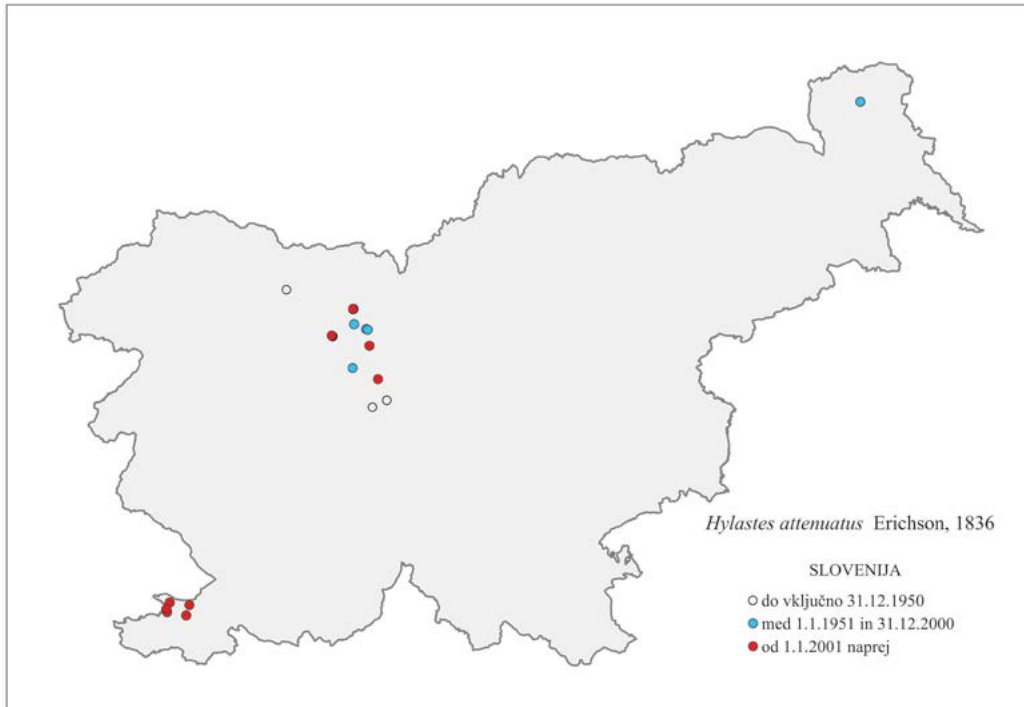 Hylastes attenuatus Erichson, 1836
SLOVENIJA
do vključno 31.12.1950
med 1.1.1951 in 31.12.2000
od 1.1.2001 naprej